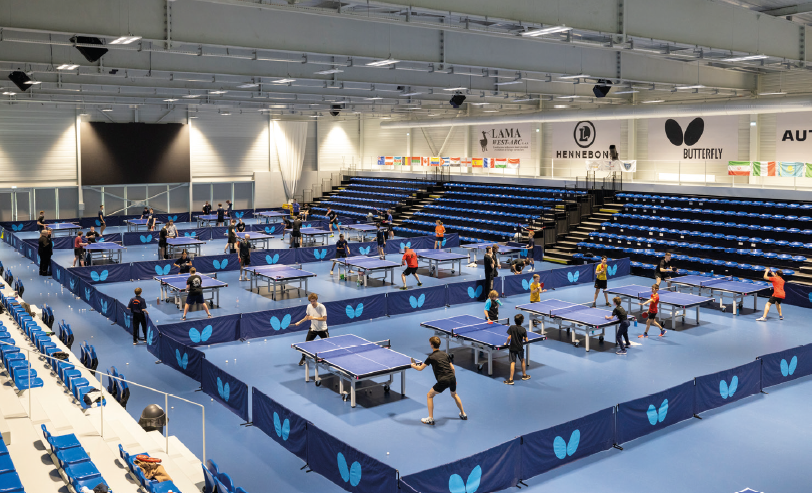 LAMA
WEST-ARC
L
HENNEBONT
BUTTERFLY
AUT